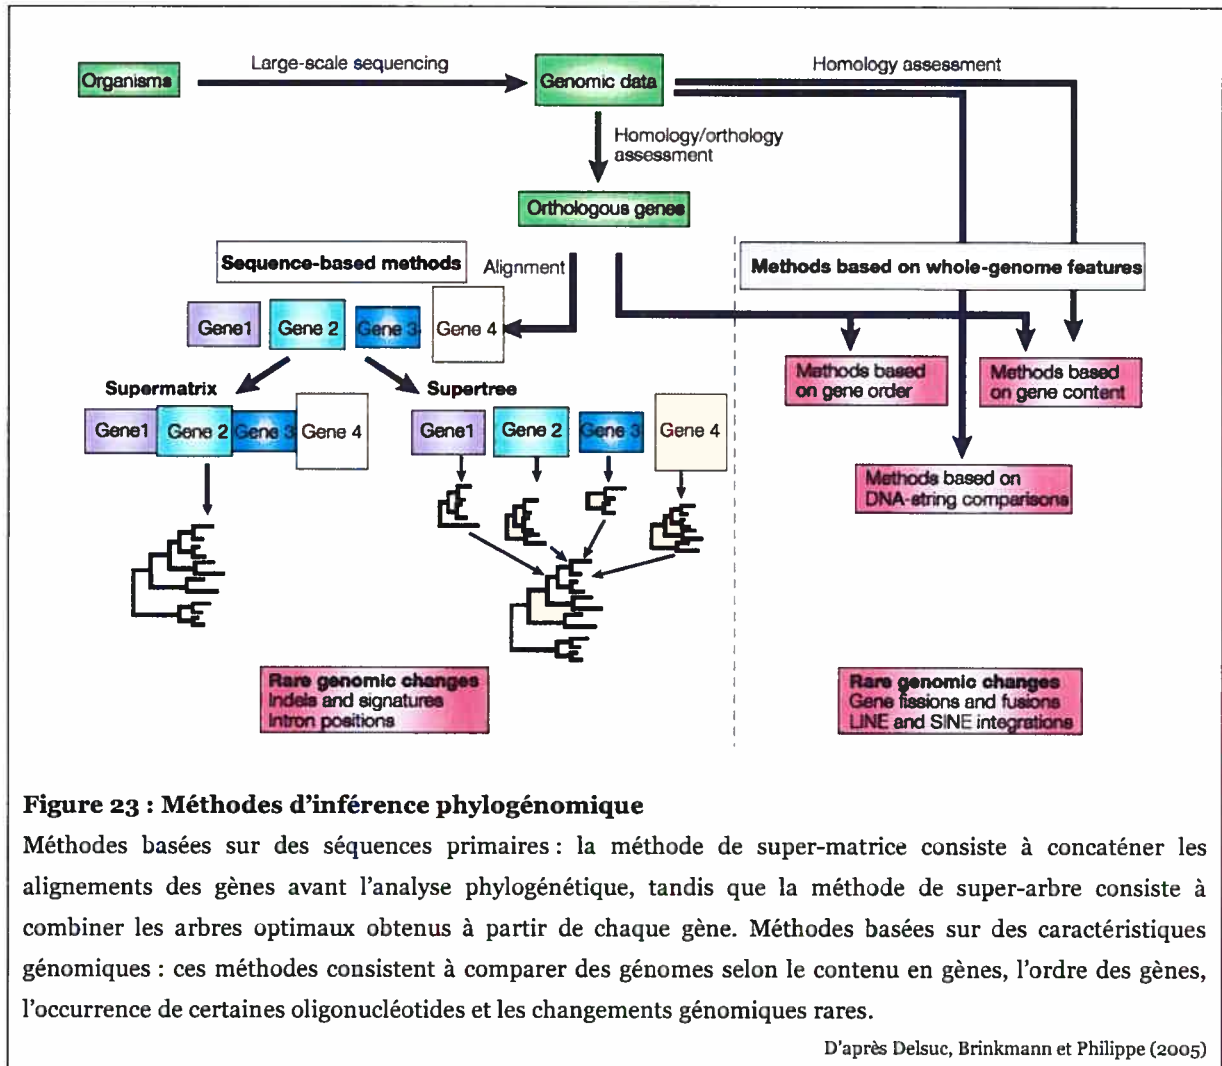 Large-scale sequencing
Homology assessment
Organisms
Genomic data
Homology/orthology
assessment
Orthologous genes
Sequence-based methods
Alignment
Methods based on whole-genome features
Gene1
Gene 2
Gene 3
Gene 4
Methods based
on gene order
Methods based
on gene content
Supermatrix
Supertree
Gene1
Gene 2
Gene 3
Gene 4
Gene1
Gene 2
Gene 3
Gene 4
Methods based on
DNA-string comparisons
Rare genomic changes
Indels and signatures
Intron positions
Rare genomic changes
Gene fissions and fusions
LINE and SINE integrations
Figure 23 : Méthodes d'inférence phylogénomique
Méthodes basées sur des séquences primaires : la méthode de super-matrice consiste à concaténer les
alignements des gènes avant l'analyse phylogénétique, tandis que la méthode de super-arbre consiste à
combiner les arbres optimaux obtenus à partir de chaque gène. Méthodes basées sur des caractéristiques
génomiques : ces méthodes consistent à comparer des génomes selon le contenu en gènes, l'ordre des gènes,
l'occurrence de certaines oligonucléotides et les changements génomiques rares.
D'après Delsuc, Brinkmann et Philippe (2005)